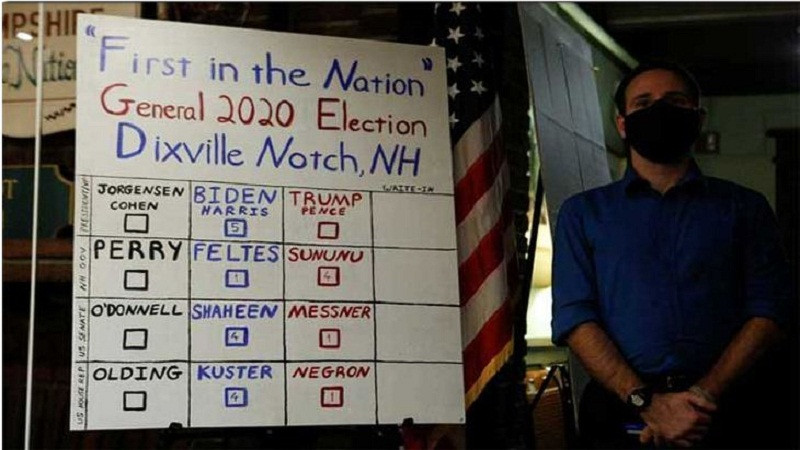 MPSHIRE
Nation
"First in the Nation"
General 2020 Election
Dixville Notch, NH
PRESIDENT
JORGENSEN
COHEN
BIDEN
HARRIS
5
TRUMP
PENCE
WRITE-IN
NH GOV.
PERRY
FELTES
1
SUNUNU
4
US SENATE
O'DONNELL
SHAHEEN
4
MESSNER
1
US HOUSE REP
OLDING
KUSTER
4
NEGRON
1